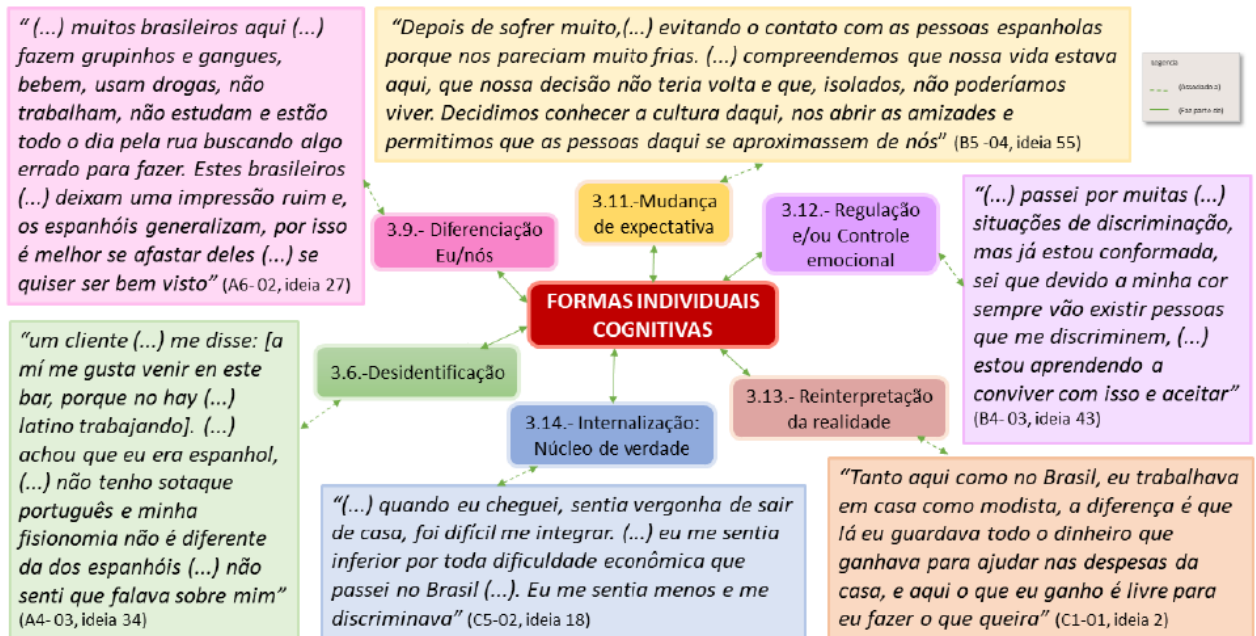 “ (...) muitos brasileiros aqui (...)
fazem grupinhos e gangues,
bebem, usam drogas, não
trabalham, não estudam e estão
todo o dia pela rua buscando algo
errado para fazer. Estes brasileiros
(...) deixam uma impressão ruim e,
os espanhóis generalizam, por isso
é melhor se afastar deles (...) se
quiser ser bem visto” (A6- 02, ideia 27)
“Depois de sofrer muito,(...) evitando o contato com as pessoas espanholas
porque nos pareciam muito frias. (...) compreendemos que nossa vida estava
aqui, que nossa decisão não teria volta e que, isolados, não poderíamos
viver. Decidimos conhecer a cultura daqui, nos abrir as amizades e
permitimos que as pessoas daqui se aproximassem de nós” (B5 -04, ideia 55)
(Associado a)
(Faz parte de)
3.11.-Mudança
de expectativa
3.9.- Diferenciação
Eu/nós
3.12.- Regulação
e/ou Controle
emocional
“(...) passei por muitas (...)
situações de discriminação,
mas já estou conformada,
sei que devido a minha cor
sempre vão existir pessoas
que me discriminem, (...)
estou aprendendo a
conviver com isso e aceitar”
(B4- 03, ideia 43)
FORMAS INDIVIDUAIS
COGNITIVAS
3.6.-Desidentificação
3.14.- Internalização:
Núcleo de verdade
3.13.- Reinterpretação
da realidade
“um cliente (...) me disse: [a
mí me gusta venir en este
bar, porque no hay (...)
latino trabajando]. (...)
achou que eu era espanhol,
(...) não tenho sotaque
português e minha
fisionomia não é diferente
da dos espanhóis (...) não
senti que falava sobre mim”
(A4- 03, ideia 34)
“(...) quando eu cheguei, sentia vergonha de sair
de casa, foi difícil me integrar. (...) eu me sentia
inferior por toda dificuldade econômica que
passei no Brasil (...). Eu me sentia menos e me
discriminava” (C5-02, ideia 18)
“Tanto aqui como no Brasil, eu trabalhava
em casa como modista, a diferença é que
lá eu guardava todo o dinheiro que
ganhava para ajudar nas despesas da
casa, e aqui o que eu ganho é livre para
eu fazer o que queira” (C1-01, ideia 2)